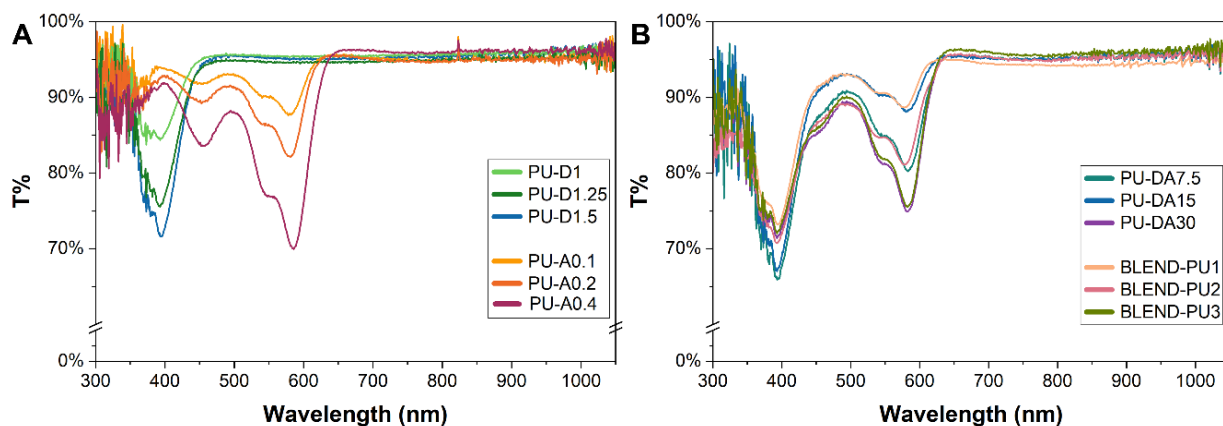 A
T%
100%
90%
80%
70%
0%
300 400 500 600 700 800 900 1000
Wavelength (nm)
PU-D1
PU-D1.25
PU-D1.5
PU-A0.1
PU-A0.2
PU-A0.4
B
T%
100%
90%
80%
70%
0%
300 400 500 600 700 800 900 1000
Wavelength (nm)
PU-DA7.5
PU-DA15
PU-DA30
BLEND-PU1
BLEND-PU2
BLEND-PU3